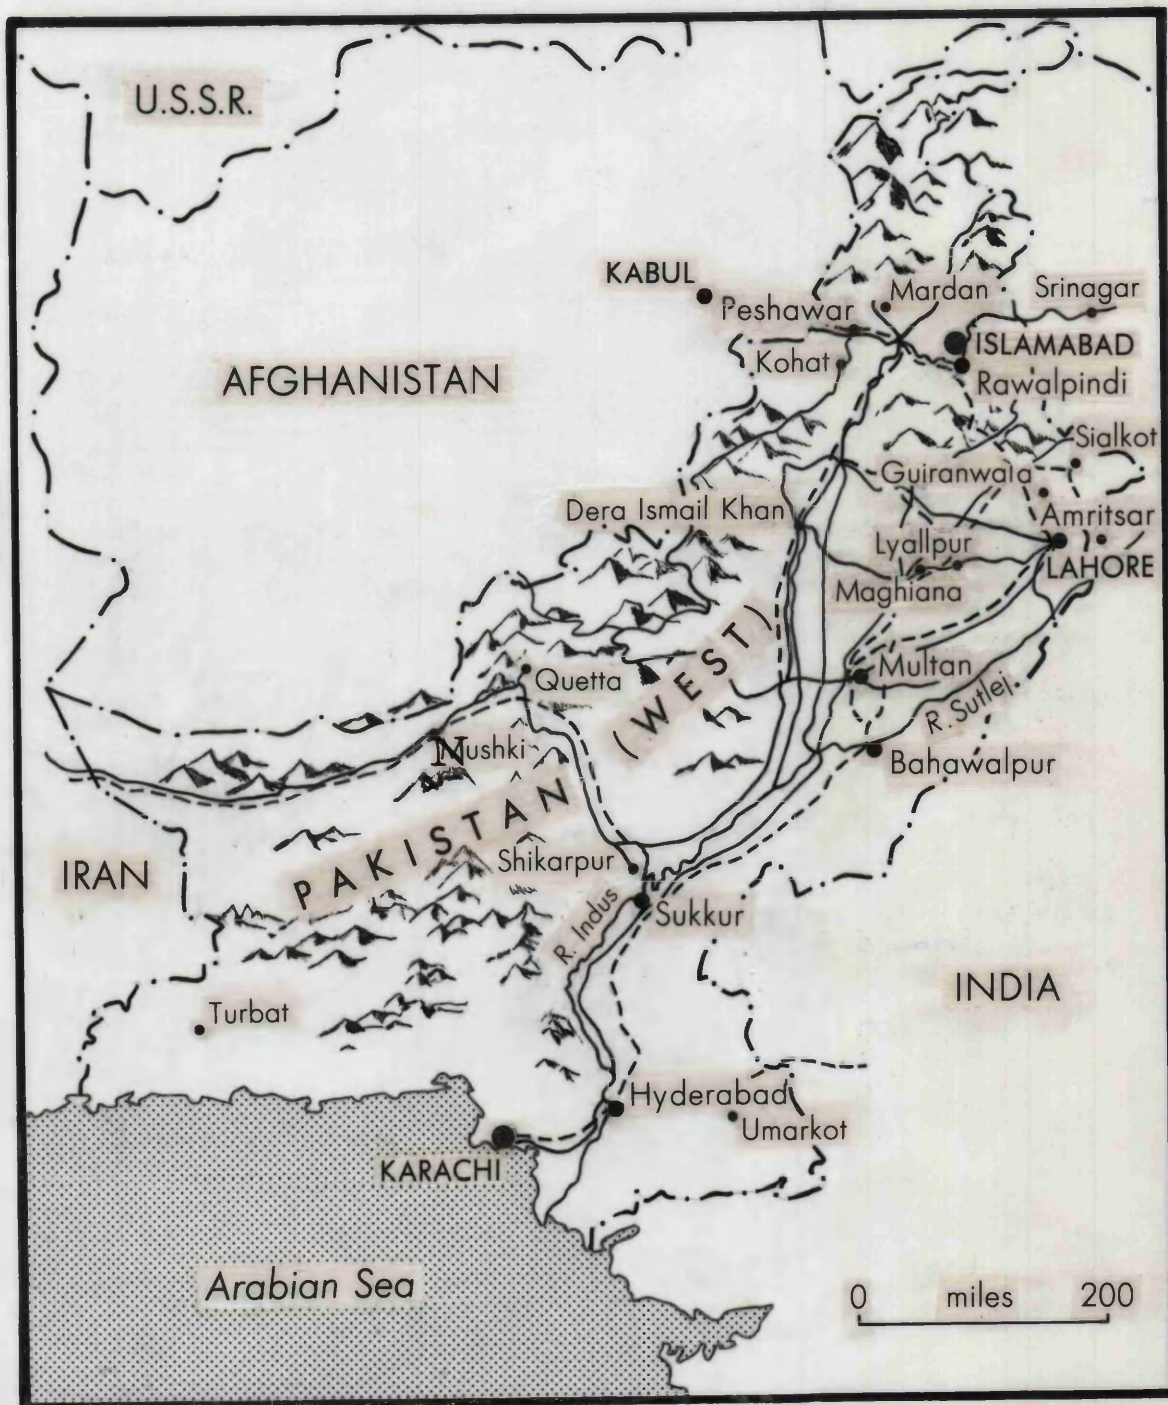 U.S.S.R.
KABUL
Peshawar
Mardan
Srinagar
ISLAMABAD
Kohat
Rawalpindi
AFGHANISTAN
Sialkot
Guiranwala
Dera Ismail Khan
Amritsar
Lyallpur
LAHORE
Maghiana
Multan
Quetta
(WEST)
R. Sutlej
Nushki
Bahawalpur
PAKISTAN
IRAN
Shikarpur
Sukkur
R. Indus
INDIA
Turbat
Hyderabad
Umarkot
KARACHI
Arabian Sea
0 miles 200